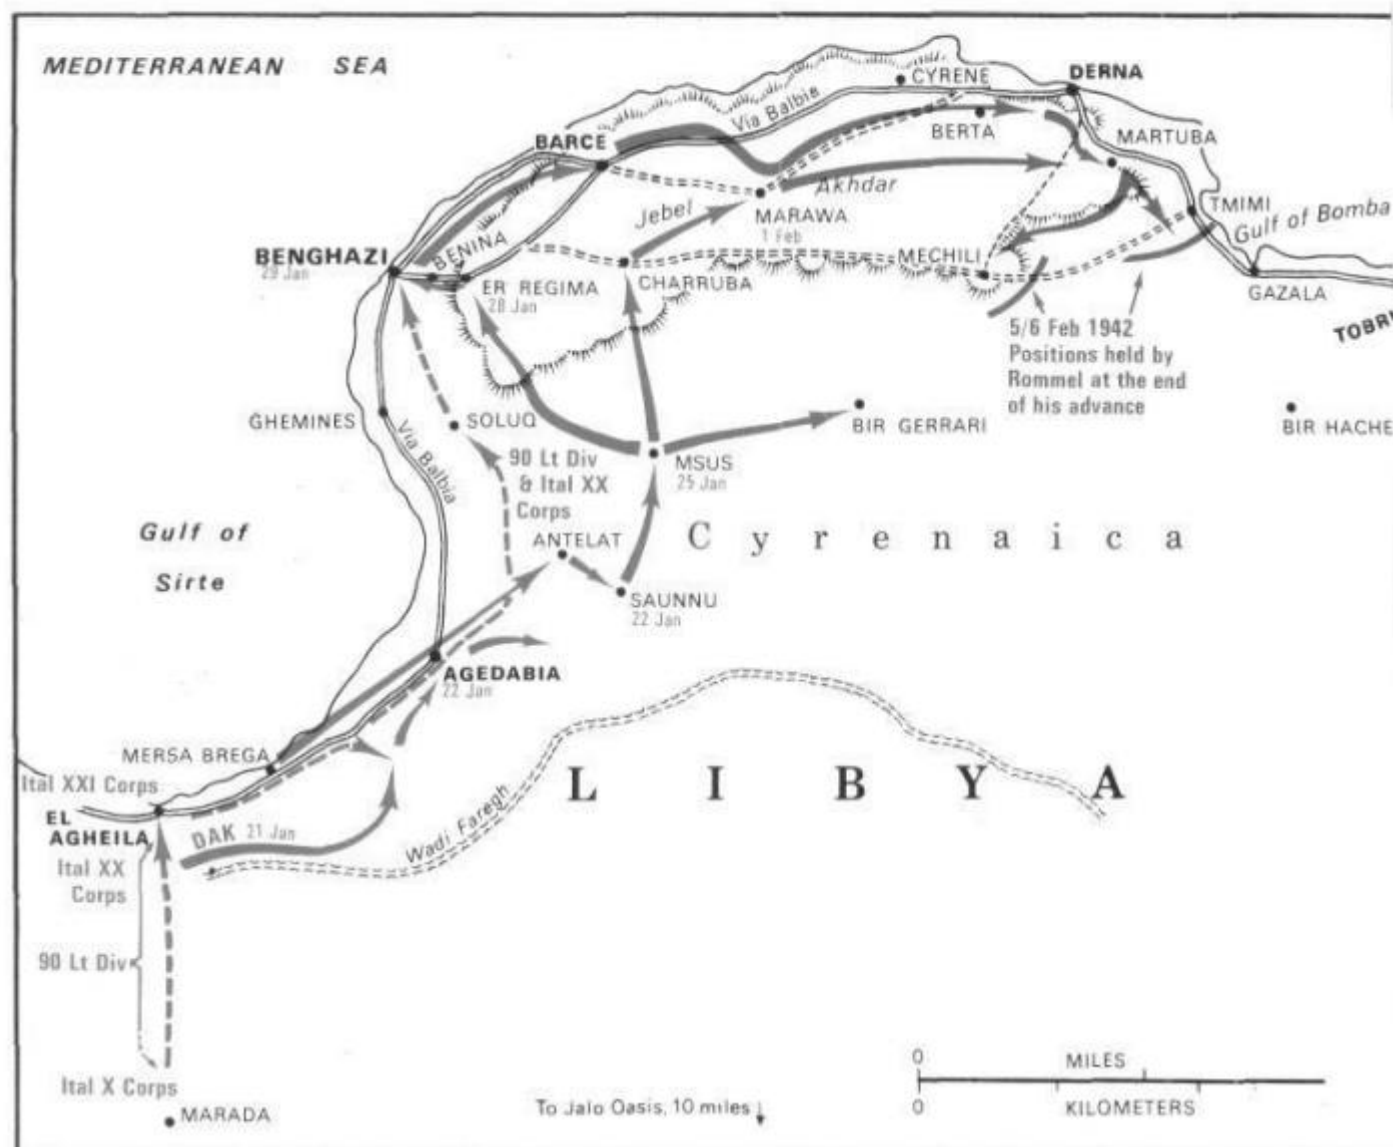 MEDITERRANEAN SEA
CYRENE
DERNA
Via Balbie
BERTA
MARTUBA
BARCE
Jebel
Akhdar
MARAWA
1 Feb
TMIMI
Gulf of Bomba
BENGHAZI
29 Jan
BENINA
ER REGIMA
28 Jan
CHARRUBA
MECHILI
GAZALA
TOBRU
5/6 Feb 1942
Positions held by
Rommel at the end
of his advance
GHEMINES
SOLUQ
Via Balbia
BIR GERRARI
BIR HACHE
90 Lt Div
& Ital XX
Corps
MSUS
25 Jan
Gulf of
Sirte
ANTELAT
Cyrenaica
SAUNNU
22 Jan
AGEDABIA
22 Jan
MERSA BREGA
Ital XXI Corps
LIBYA
EL
AGHEILA
DAK 21 Jan
Wadi Faregh
Ital XX
Corps
90 Lt Div
Ital X Corps
MARADA
To Jalo Oasis, 10 miles
0 MILES
0 KILOMETERS